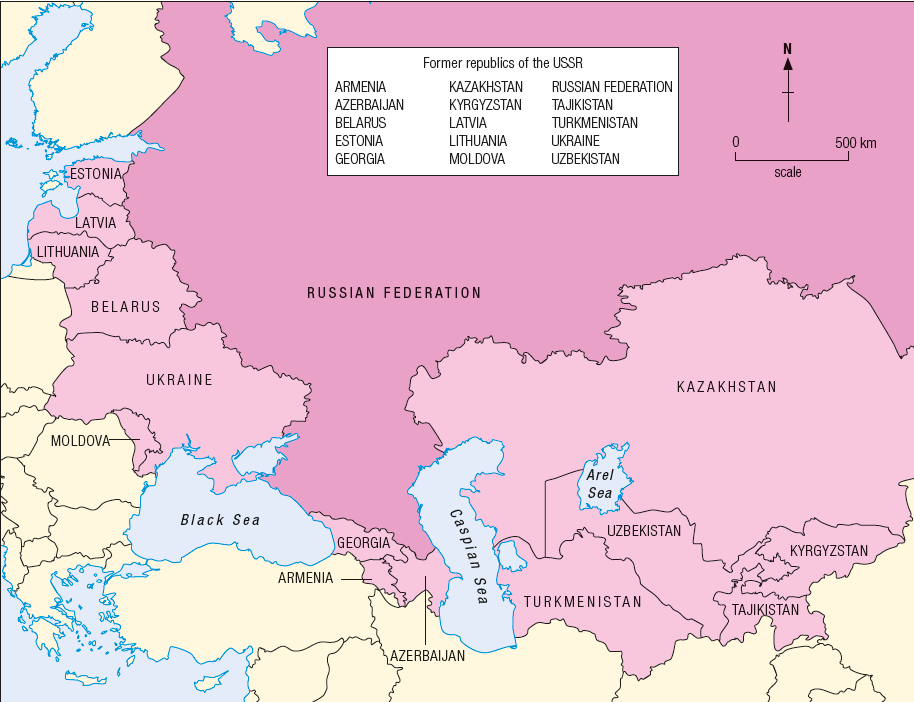 Former republics of the USSR
ARMENIA KAZAKHSTAN RUSSIAN FEDERATION
AZERBAIJAN KYRGYZSTAN TAJIKISTAN
BELARUS LATVIA TURKMENISTAN
ESTONIA LITHUANIA UKRAINE
GEORGIA MOLDOVA UZBEKISTAN
N
0 500 km
scale
ESTONIA
LATVIA
LITHUANIA
BELARUS
RUSSIAN FEDERATION
UKRAINE
KAZAKHSTAN
MOLDOVA
Arel
Sea
Black Sea
Caspian Sea
GEORGIA
UZBEKISTAN
KYRGYZSTAN
ARMENIA
TURKMENISTAN
TAJIKISTAN
AZERBAIJAN